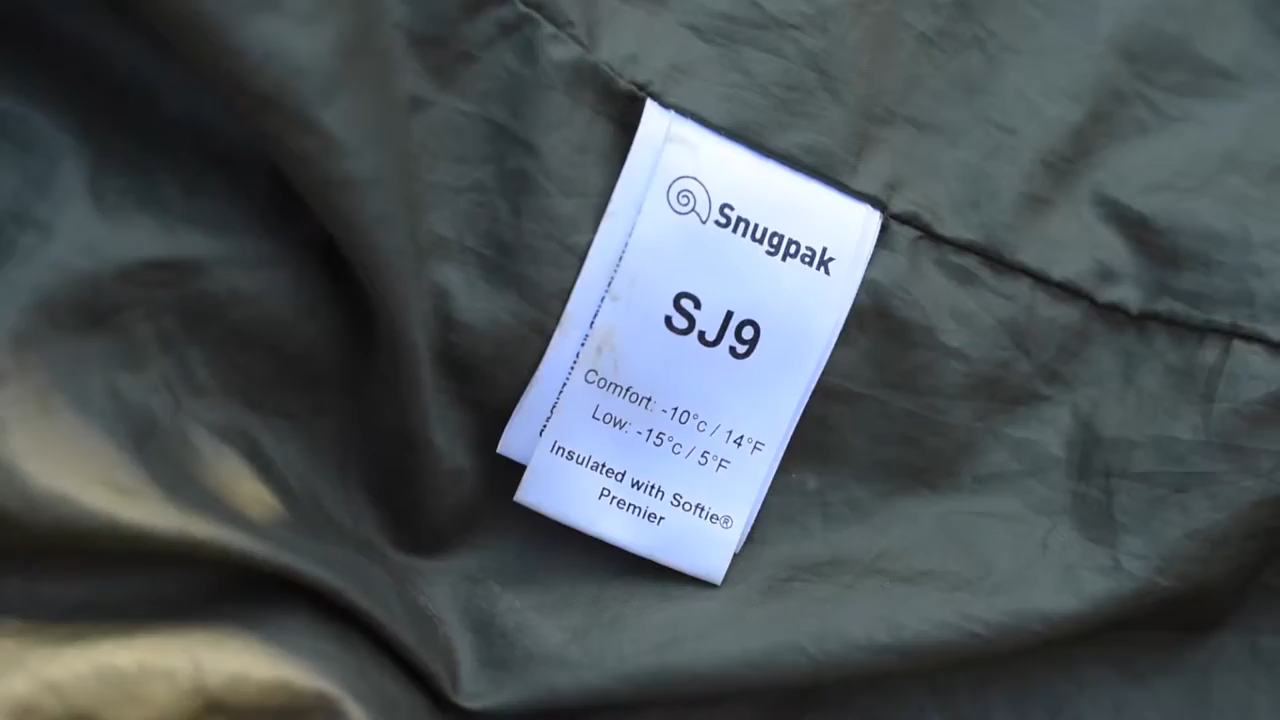 Snugpak
SJ9
Comfort: -10°c / 14°F
Low: -15°c / 5°F
Insulated with Softie®
Premier